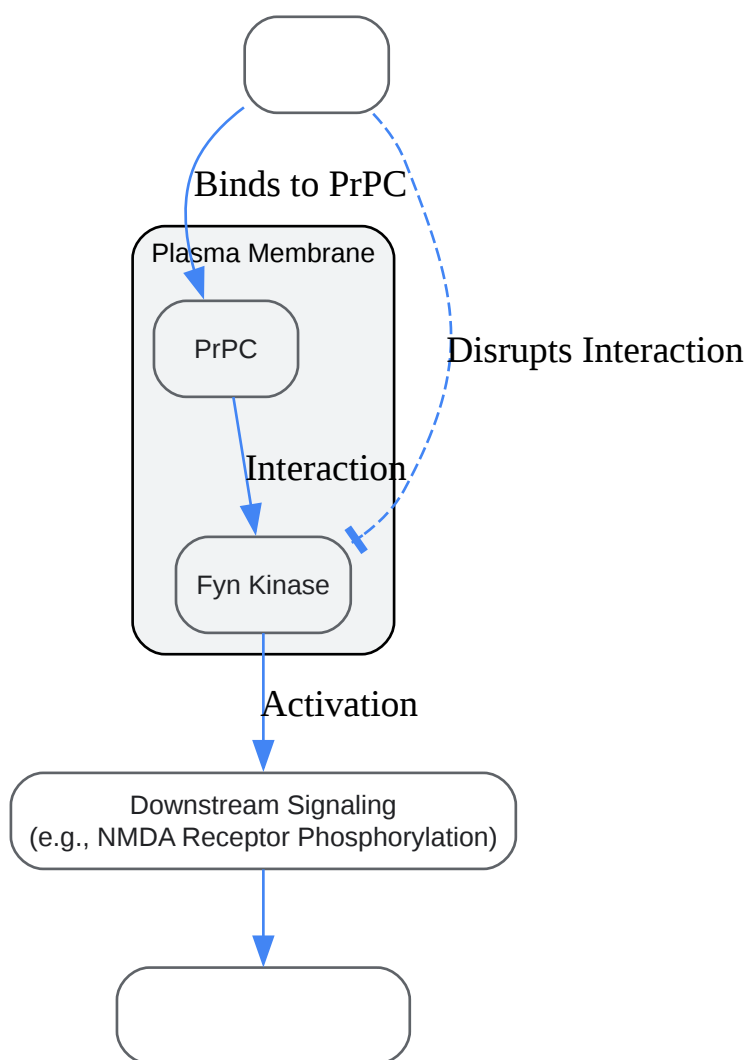 Binds to PrPC
Plasma Membrane
PrPC
Disrupts Interaction
Interaction
Fyn Kinase
Activation
Downstream Signaling
(e.g., NMDA Receptor Phosphorylation)